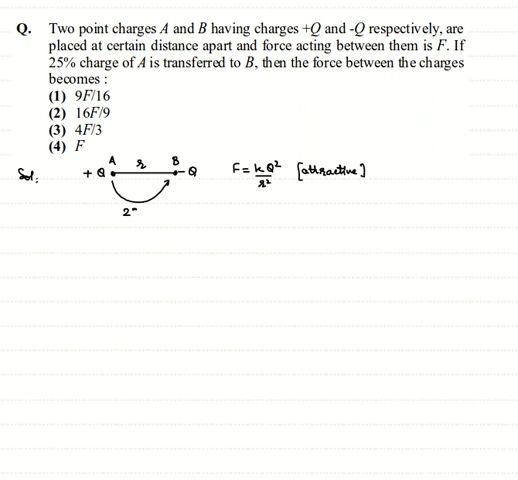 Q. Two point charges A and B having charges +Q and -Q respectively, are
placed at certain distance apart and force acting between them is F. If
25% charge of A is transferred to B, then the force between the charges
becomes :
(1) 9F/16
(2) 16F/9
(3) 4F/3
(4) F
Sol: +Q A r B -Q F = kQ²/r² [attractive]
2"